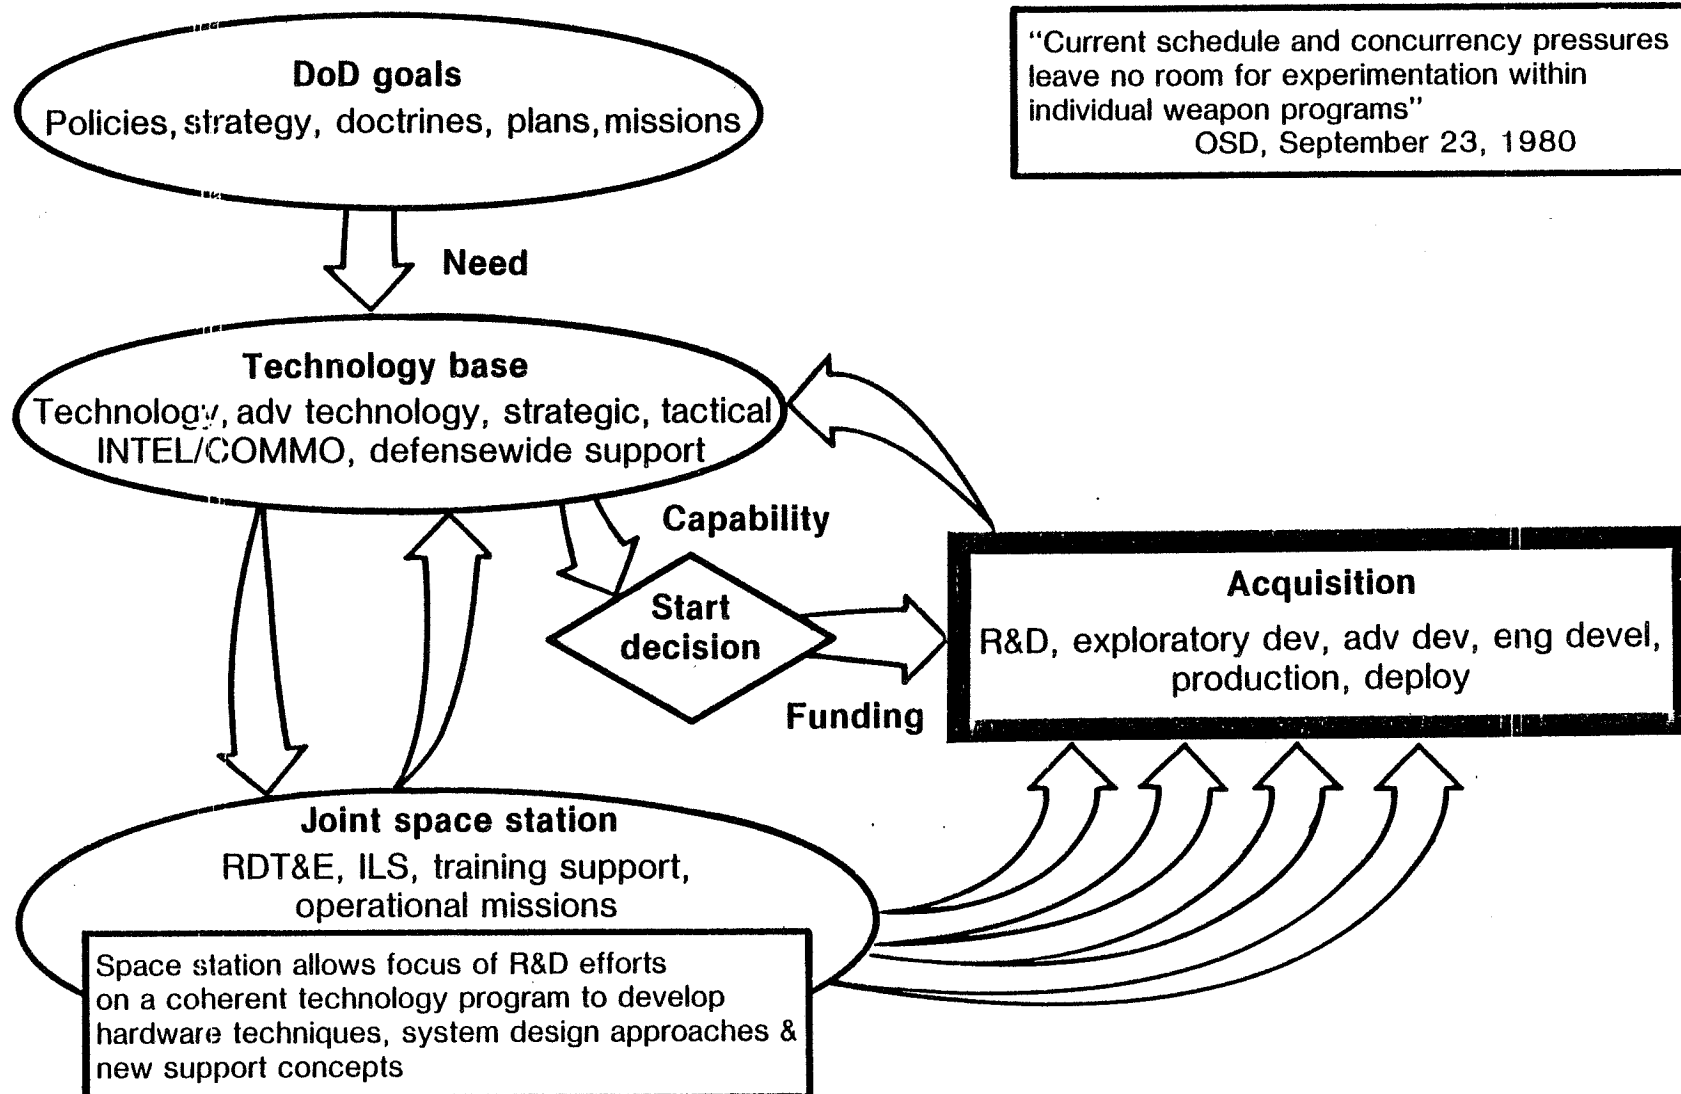 "Current schedule and concurrency pressures
leave no room for experimentation within
individual weapon programs"
OSD, September 23, 1980
DoD goals
Policies, strategy, doctrines, plans, missions
Need
Technology base
Technology, adv technology, strategic, tactical
INTEL/COMMO, defensewide support
Capability
Start
decision
Funding
Acquisition
R&D, exploratory dev, adv dev, eng devel,
production, deploy
Joint space station
RDT&E, ILS, training support,
operational missions
Space station allows focus of R&D efforts
on a coherent technology program to develop
hardware techniques, system design approaches &
new support concepts